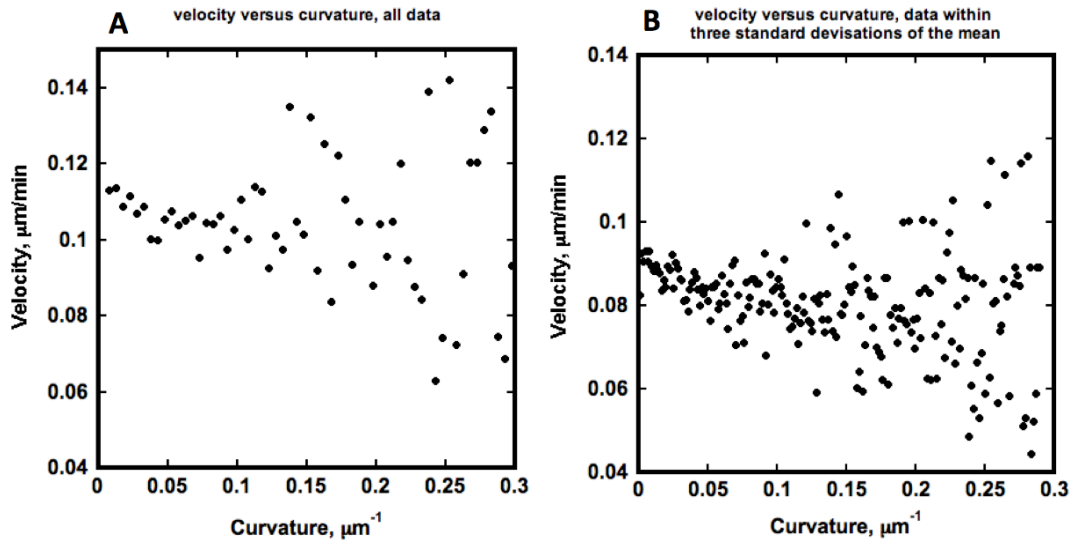 A
velocity versus curvature, all data
0.14
0.12
0.1
0.08
0.06
0.04
Velocity, μm/min
0
0.05
0.1
0.15
0.2
0.25
0.3
Curvature, μm⁻¹
B
velocity versus curvature, data within
three standard devisations of the mean
0.14
0.12
0.1
0.08
0.06
0.04
Velocity, μm/min
0
0.05
0.1
0.15
0.2
0.25
0.3
Curvature, μm⁻¹